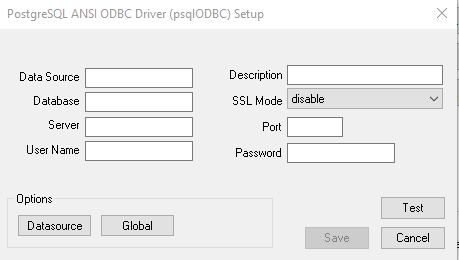 PostgreSQL ANSI ODBC Driver (psqlODBC) Setup
Data Source
Description
Database
SSL Mode disable
Server
Port
User Name
Password
Options
Datasource Global
Test
Save Cancel